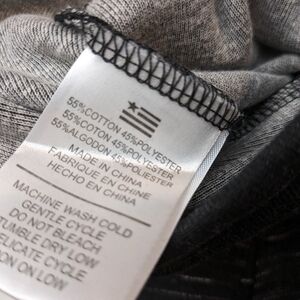 55%COTTON 45%POLYESTER
55%COTON 45%POLYESTER
55%ALGODON 45%POLIESTER
MADE IN CHINA
FABRIQUE EN CHINE
HECHO EN CHINA
MACHINE WASH COLD
GENTLE CYCLE
DO NOT BLEACH
TUMBLE DRY LOW
DELICATE CYCLE
ON LOW